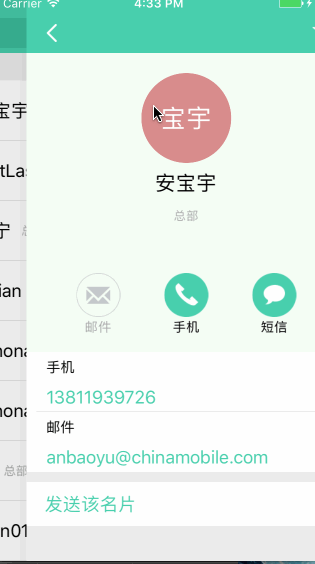 Carrier 4:33 PM
宝宇
宝宇
安宝宇
tLa
总部
宁
ian
邮件 手机 短信
hona
手机
13811939726
hona
邮件
anbaoyu@chinamobile.com
总部
发送该名片
n01